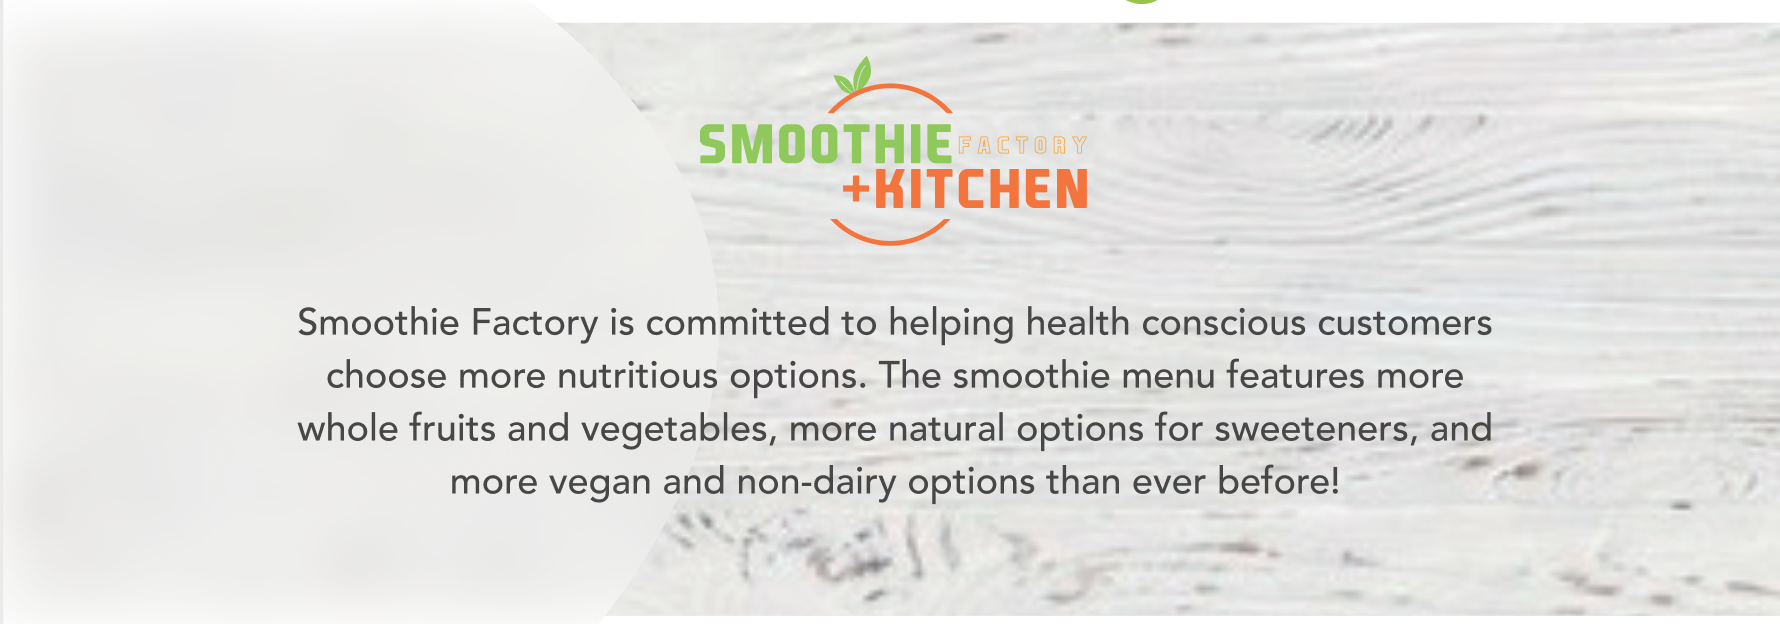 SMOOTHIE FACTORY
+KITCHEN
Smoothie Factory is committed to helping health conscious customers
choose more nutritious options. The smoothie menu features more
whole fruits and vegetables, more natural options for sweeteners, and
more vegan and non-dairy options than ever before!